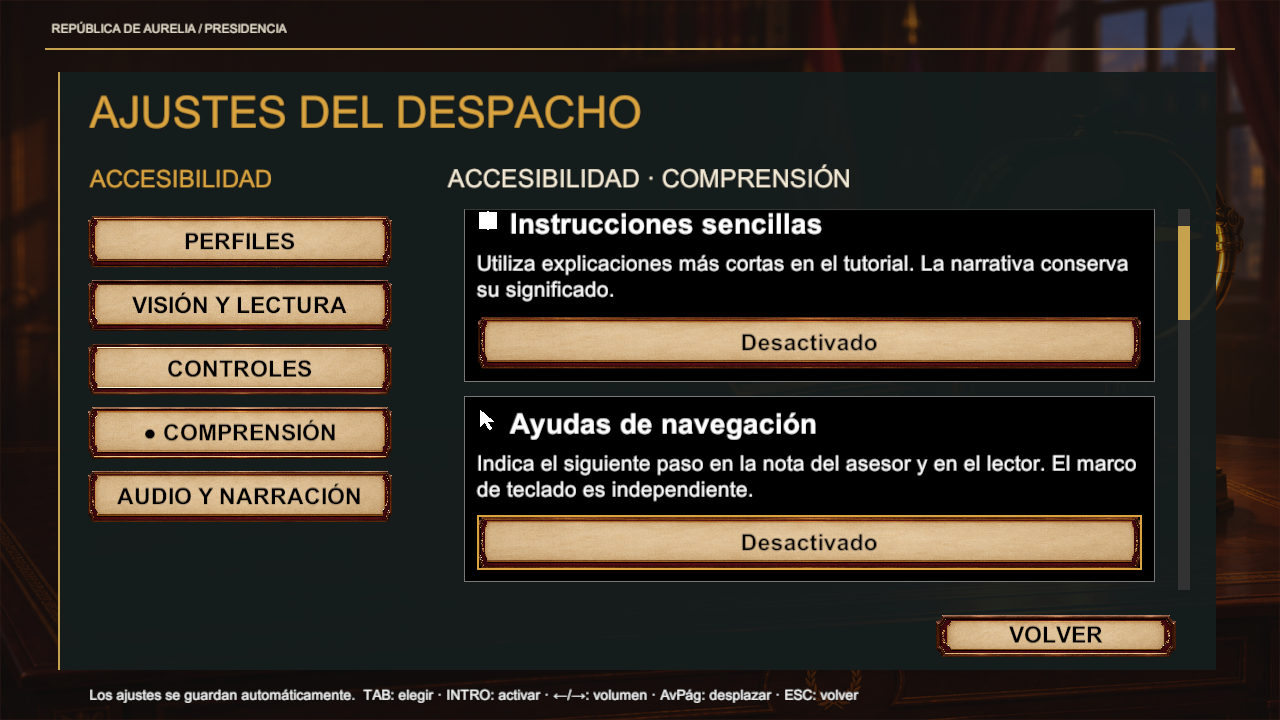 REPÚBLICA DE AURELIA / PRESIDENCIA
AJUSTES DEL DESPACHO
ACCESIBILIDAD
PERFILES
VISIÓN Y LECTURA
CONTROLES
● COMPRENSIÓN
AUDIO Y NARRACIÓN
ACCESIBILIDAD · COMPRENSIÓN
Instrucciones sencillas
Utiliza explicaciones más cortas en el tutorial. La narrativa conserva
su significado.
Desactivado
Ayudas de navegación
Indica el siguiente paso en la nota del asesor y en el lector. El marco
de teclado es independiente.
Desactivado
VOLVER
Los ajustes se guardan automáticamente. TAB: elegir · INTRO: activar · ←/→: volumen · AvPág: desplazar · ESC: volver